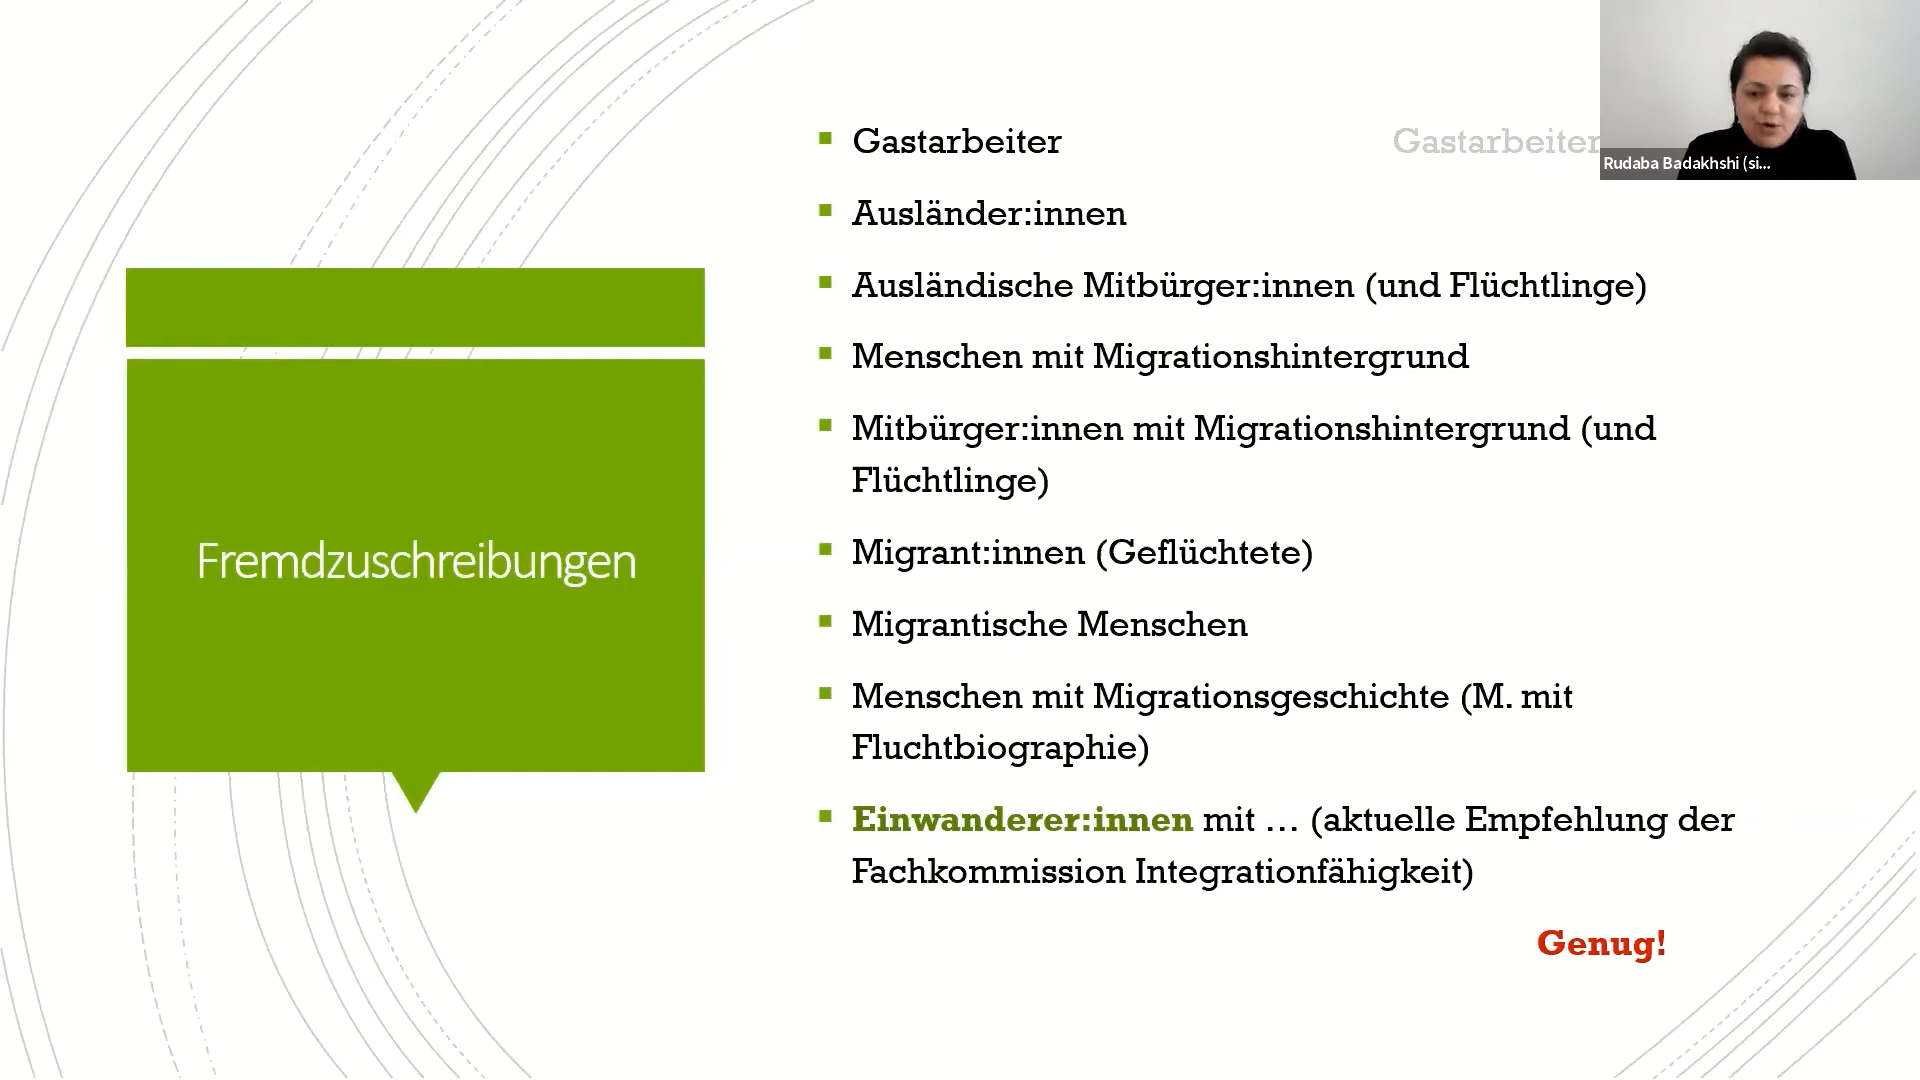 Fremdzuschreibungen
Gastarbeiter Gastarbeiter
Ausländer:innen
Ausländische Mitbürger:innen (und Flüchtlinge)
Menschen mit Migrationshintergrund
Mitbürger:innen mit Migrationshintergrund (und
Flüchtlinge)
Migrant:innen (Geflüchtete)
Migrantische Menschen
Menschen mit Migrationsgeschichte (M. mit
Fluchtbiographie)
Einwanderer:innen mit … (aktuelle Empfehlung der
Fachkommission Integrationfähigkeit)
Genug!
Rudaba Badakhshi (si...